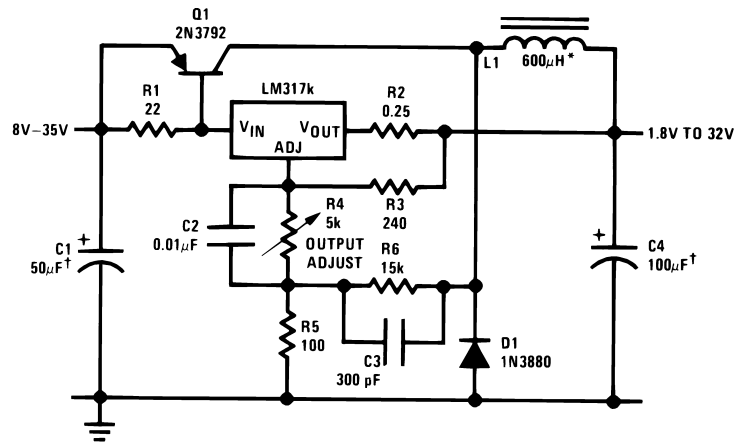 Q1
2N3792
R1
22
LM317k
R2
0.25
L1
600µH*
8V–35V
VIN
VOUT
ADJ
1.8V TO 32V
C2
0.01µF
R4
5k
OUTPUT
ADJUST
R3
240
R6
15k
+
C1
50µF†
+
C4
100µF†
R5
100
C3
300 pF
D1
1N3880